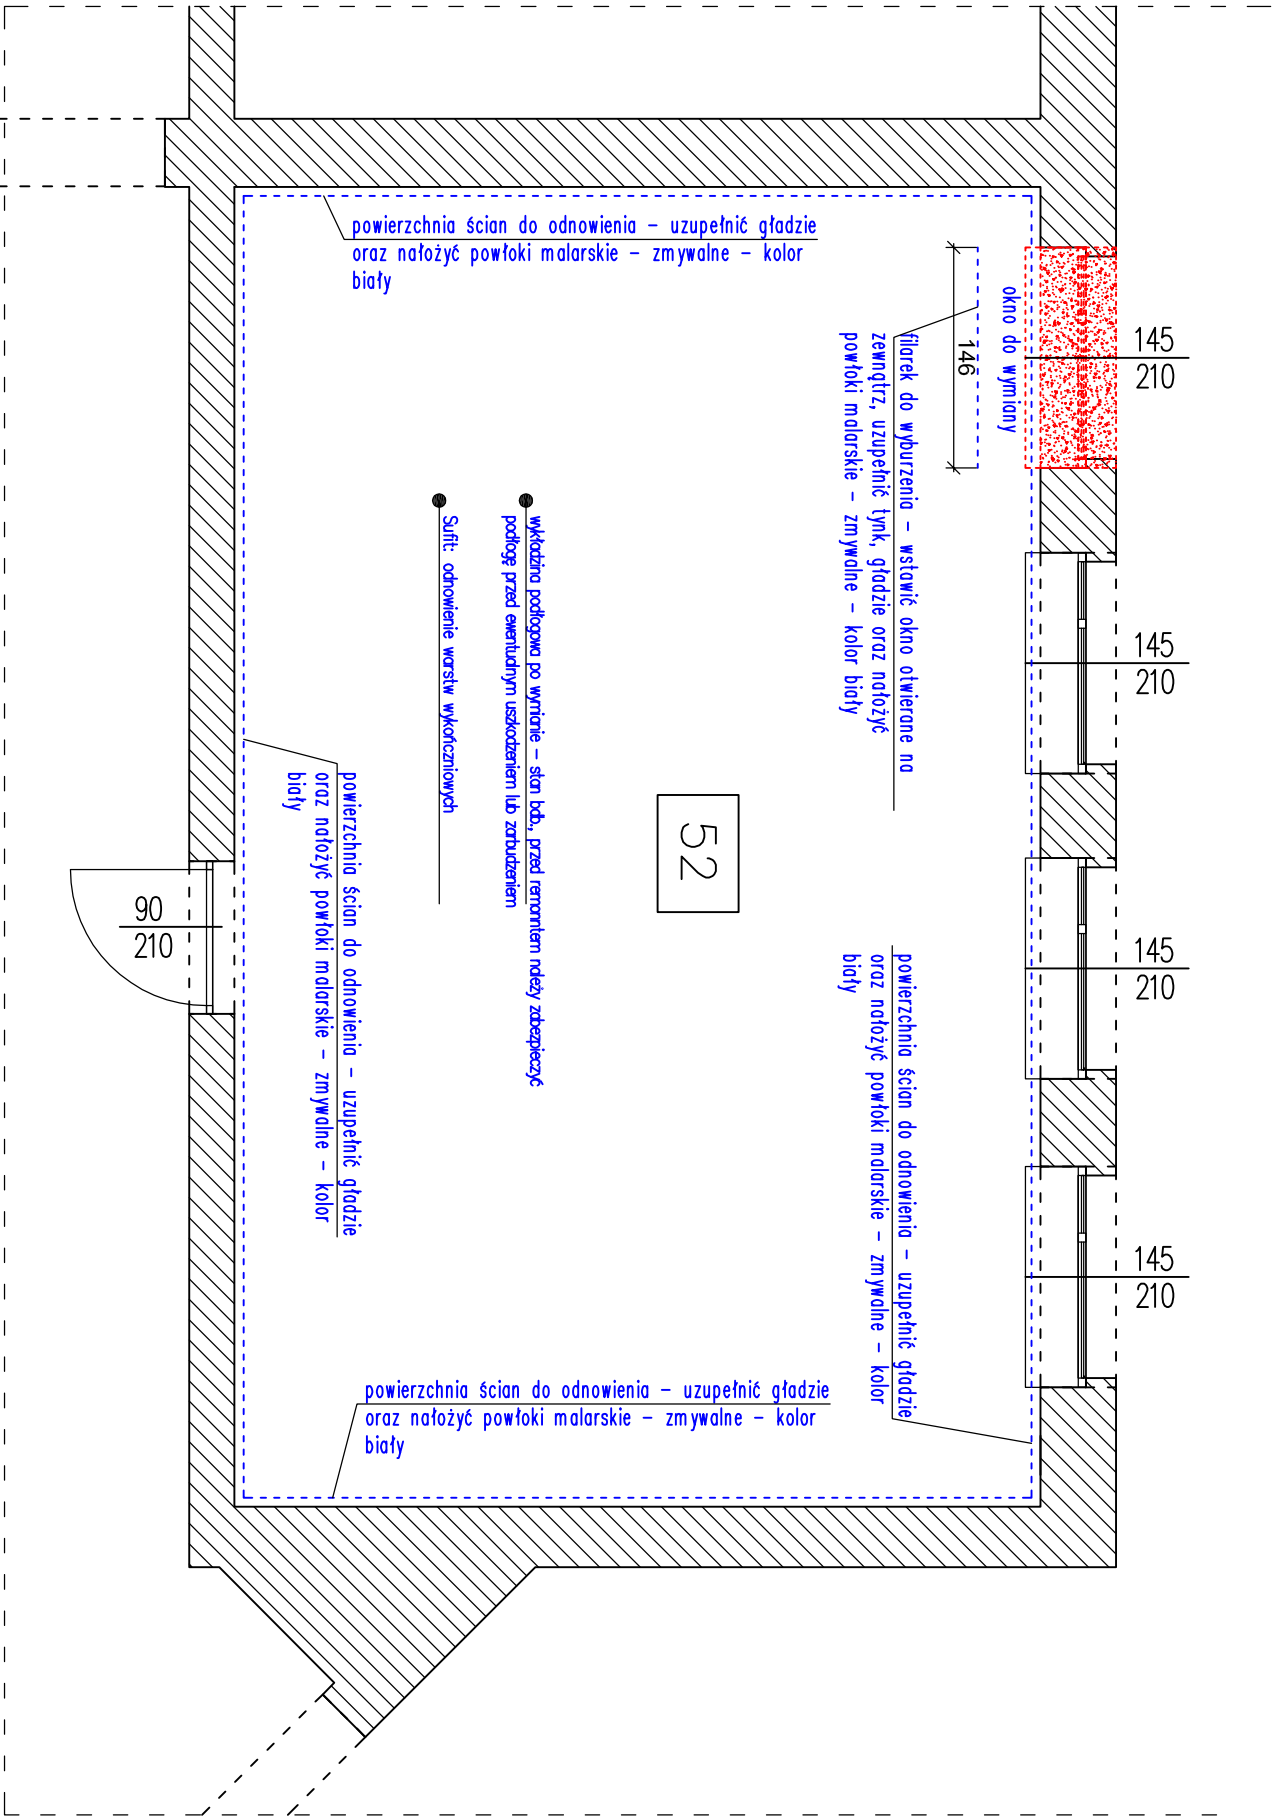 powierzchnia ścian do odnowienia – uzupełnić gładzie
oraz nałożyć powłoki malarskie – zmywalne – kolor
biały
okno do wymiany
146
filarek do wyburzenia – wstawić okno otwierane na
zewnątrz, uzupełnić tynk, gładzie oraz nałożyć
powłoki malarskie – zmywalne – kolor biały
145
210
145
210
145
210
145
210
wykładzina podłogowa po wymianie – stan bdb., przed remonntem należy zabezpieczyć
podłogę przed ewentualnym uszkodzeniem lub zarbudzeniem
Sufit: odnowienie warstw wykończniowych
52
90
210
powierzchnia ścian do odnowienia – uzupełnić gładzie
oraz nałożyć powłoki malarskie – zmywalne – kolor
biały
powierzchnia ścian do odnowienia – uzupełnić gładzie
oraz nałożyć powłoki malarskie – zmywalne – kolor
biały
powierzchnia ścian do odnowienia – uzupełnić gładzie
oraz nałożyć powłoki malarskie – zmywalne – kolor
biały